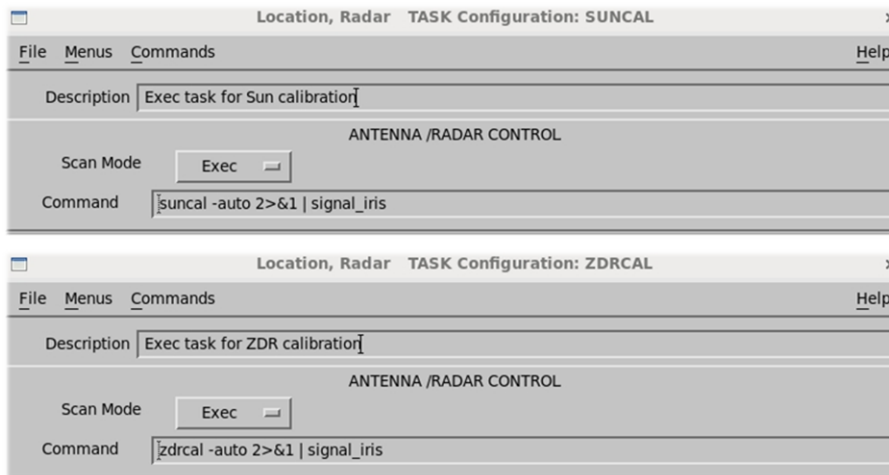 Location, Radar TASK Configuration: SUNCAL
File Menus Commands Help
Description Exec task for Sun calibration
ANTENNA /RADAR CONTROL
Scan Mode Exec
Command suncal -auto 2>&1 | signal_iris
Location, Radar TASK Configuration: ZDRCAL
File Menus Commands Help
Description Exec task for ZDR calibration
ANTENNA /RADAR CONTROL
Scan Mode Exec
Command zdrcal -auto 2>&1 | signal_iris